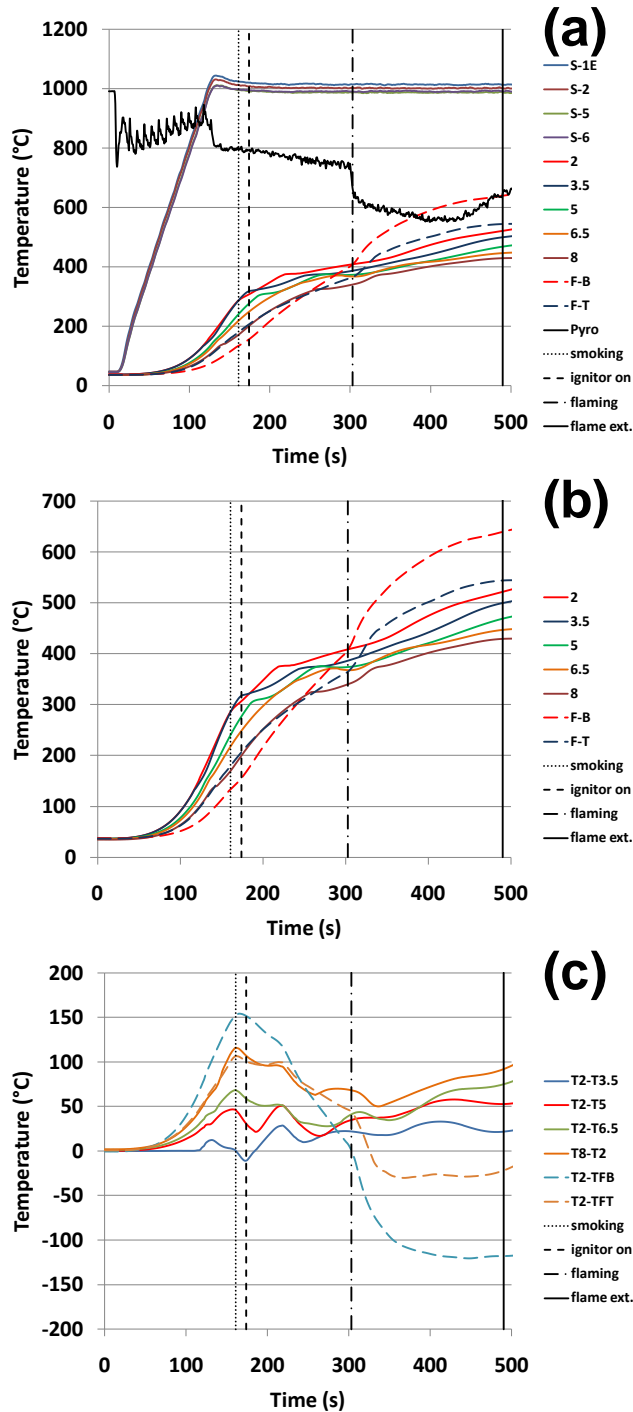 (a)
1200
1000
800
600
400
200
0
Temperature (°C)
0 100 200 300 400 500
Time (s)
S-1E
S-2
S-5
S-6
2
3.5
5
6.5
8
F-B
F-T
Pyro
smoking
ignitor on
flaming
flame ext.
(b)
700
600
500
400
300
200
100
0
Temperature (°C)
0 100 200 300 400 500
Time (s)
2
3.5
5
6.5
8
F-B
F-T
smoking
ignitor on
flaming
flame ext.
(c)
200
150
100
50
0
-50
-100
-150
-200
Temperature (°C)
0 100 200 300 400 500
Time (s)
T2-T3.5
T2-T5
T2-T6.5
T8-T2
T2-TFB
T2-TFT
smoking
ignitor on
flaming
flame ext.